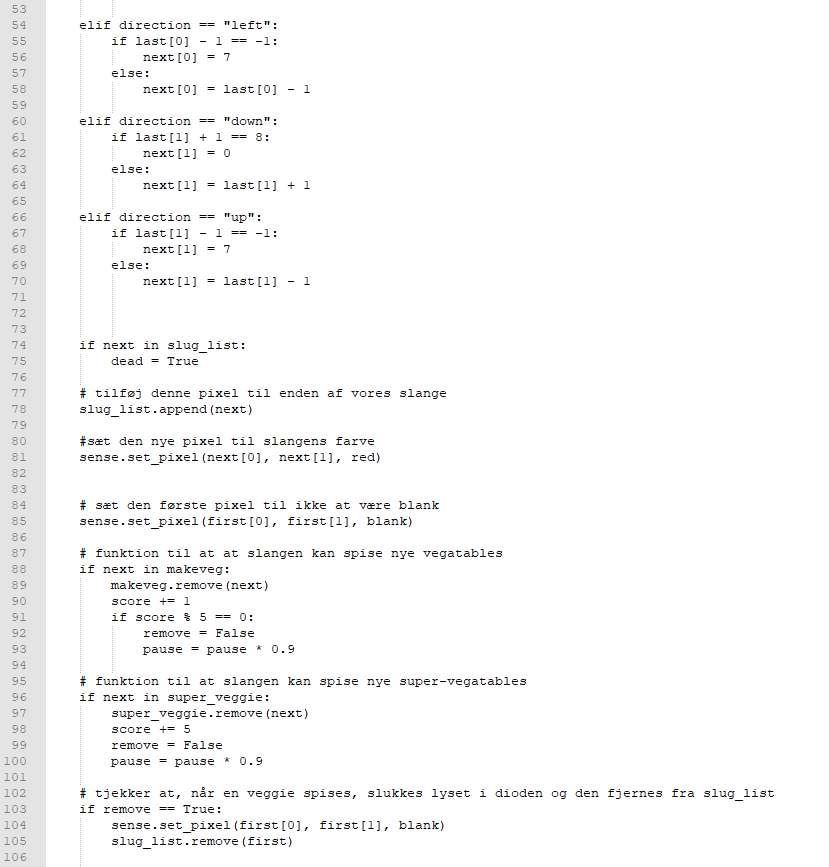 53
54 elif direction == "left":
55 if last[0] - 1 == -1:
56 next[0] = 7
57 else:
58 next[0] = last[0] - 1
59
60 elif direction == "down":
61 if last[1] + 1 == 8:
62 next[1] = 0
63 else:
64 next[1] = last[1] + 1
65
66 elif direction == "up":
67 if last[1] - 1 == -1:
68 next[1] = 7
69 else:
70 next[1] = last[1] - 1
71
72
73
74 if next in slug_list:
75 dead = True
76
77 # tilføj denne pixel til enden af vores slange
78 slug_list.append(next)
79
80 #sæt den nye pixel til slangens farve
81 sense.set_pixel(next[0], next[1], red)
82
83
84 # sæt den første pixel til ikke at være blank
85 sense.set_pixel(first[0], first[1], blank)
86
87 # funktion til at at slangen kan spise nye vegatables
88 if next in makeveg:
89 makeveg.remove(next)
90 score += 1
91 if score % 5 == 0:
92 remove = False
93 pause = pause * 0.9
94
95 # funktion til at slangen kan spise nye super-vegatables
96 if next in super_veggie:
97 super_veggie.remove(next)
98 score += 5
99 remove = False
100 pause = pause * 0.9
101
102 # tjekker at, når en veggie spises, slukkes lyset i dioden og den fjernes fra slug_list
103 if remove == True:
104 sense.set_pixel(first[0], first[1], blank)
105 slug_list.remove(first)
106